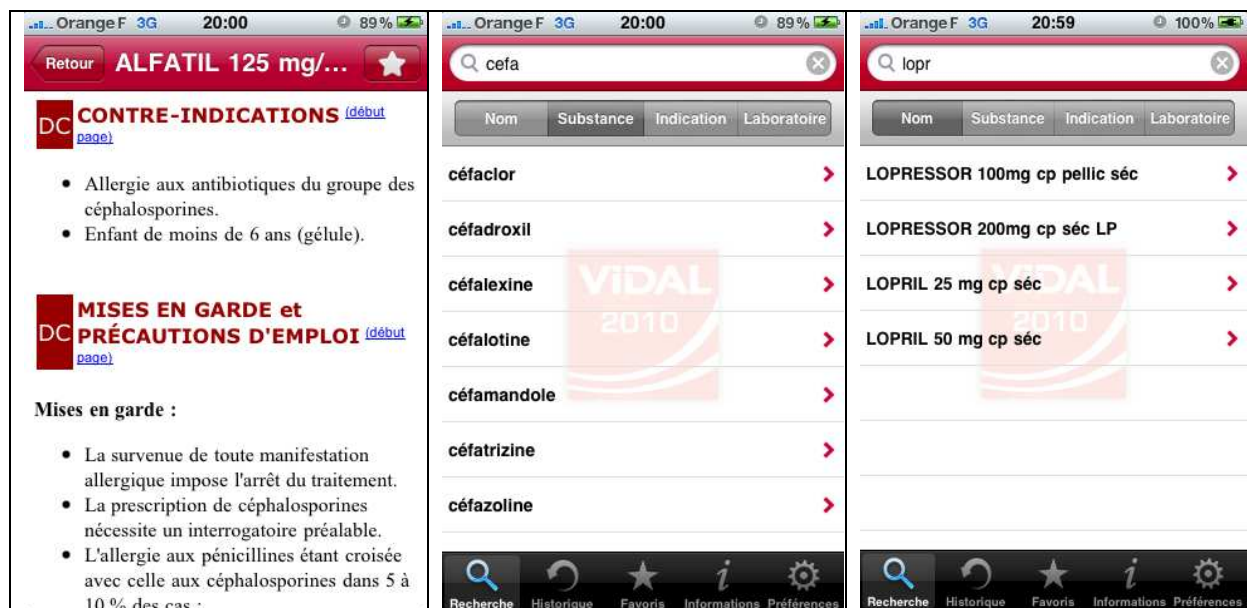 Orange F 3G 20:00 89%
Retour ALFATIL 125 mg/...
DC CONTRE-INDICATIONS (début
page)
• Allergie aux antibiotiques du groupe des
céphalosporines.
• Enfant de moins de 6 ans (gélule).
MISES EN GARDE et
DC PRÉCAUTIONS D'EMPLOI (début
page)
Mises en garde :
• La survenue de toute manifestation
allergique impose l'arrêt du traitement.
• La prescription de céphalosporines
nécessite un interrogatoire préalable.
• L'allergie aux pénicillines étant croisée
avec celle aux céphalosporines dans 5 à
10 % des cas :
Orange F 3G 20:00 89%
cefa
Nom Substance Indication Laboratoire
céfaclor
céfadroxil
céfalexine
céfalotine
céfamandole
céfatrizine
céfazoline
ViDAL
2010
Recherche Historique Favoris Informations Préférences
Orange F 3G 20:59 100%
lopr
Nom Substance Indication Laboratoire
LOPRESSOR 100mg cp pellic séc
LOPRESSOR 200mg cp séc LP
LOPRIL 25 mg cp séc
LOPRIL 50 mg cp séc
ViDAL
2010
Recherche Historique Favoris Informations Préférences